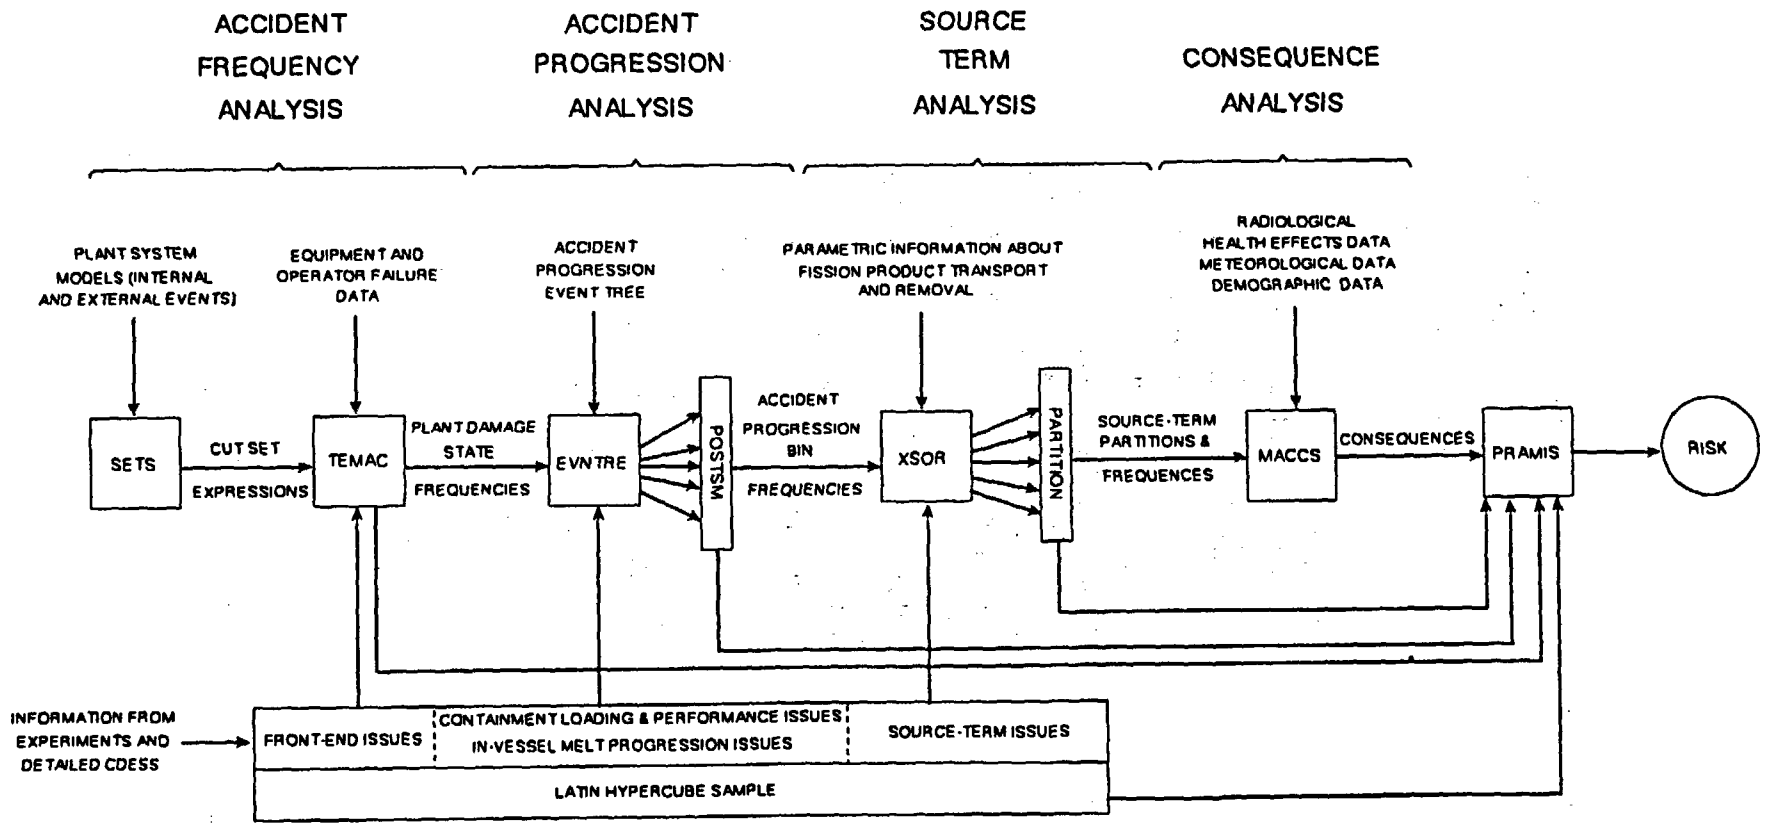 ACCIDENT
FREQUENCY
ANALYSIS
ACCIDENT
PROGRESSION
ANALYSIS
SOURCE
TERM
ANALYSIS
CONSEQUENCE
ANALYSIS
PLANT SYSTEM
MODELS (INTERNAL
AND EXTERNAL EVENTS)
EQUIPMENT AND
OPERATOR FAILURE
DATA
ACCIDENT
PROGRESSION
EVENT TREE
PARAMETRIC INFORMATION ABOUT
FISSION PRODUCT TRANSPORT
AND REMOVAL
RADIOLOGICAL
HEALTH EFFECTS DATA
METEOROLOGICAL DATA
DEMOGRAPHIC DATA
SETS
CUT SET
EXPRESSIONS
TEMAC
PLANT DAMAGE
STATE
FREQUENCIES
EVNTRE
POSTSM
ACCIDENT
PROGRESSION
BIN
FREQUENCIES
XSOR
PARTITION
SOURCE-TERM
PARTITIONS &
FREQUENCIES
MACCS
CONSEQUENCES
PRAMIS
RISK
INFORMATION FROM
EXPERIMENTS AND
DETAILED CDESS
FRONT-END ISSUES
CONTAINMENT LOADING & PERFORMANCE ISSUES
IN-VESSEL MELT PROGRESSION ISSUES
SOURCE-TERM ISSUES
LATIN HYPERCUBE SAMPLE